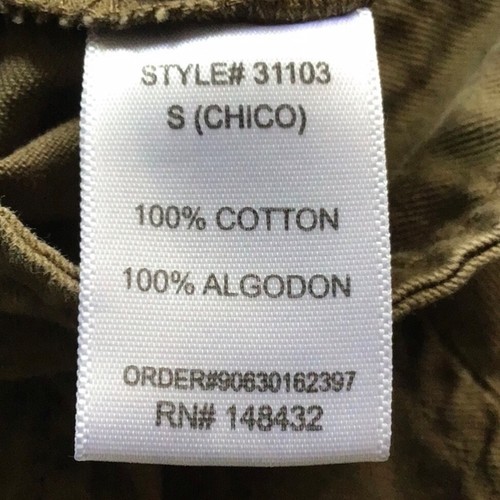 STYLE# 31103
S (CHICO)
100% COTTON
100% ALGODON
ORDER#90630162397
RN# 148432